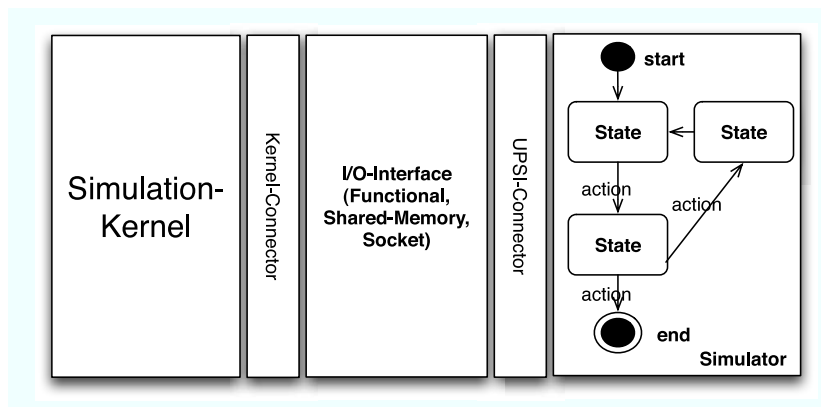 Simulation-
Kernel
Kernel-Connector
I/O-Interface
(Functional,
Shared-Memory,
Socket)
UPSI-Connector
start
State
State
action
action
State
action
end
Simulator